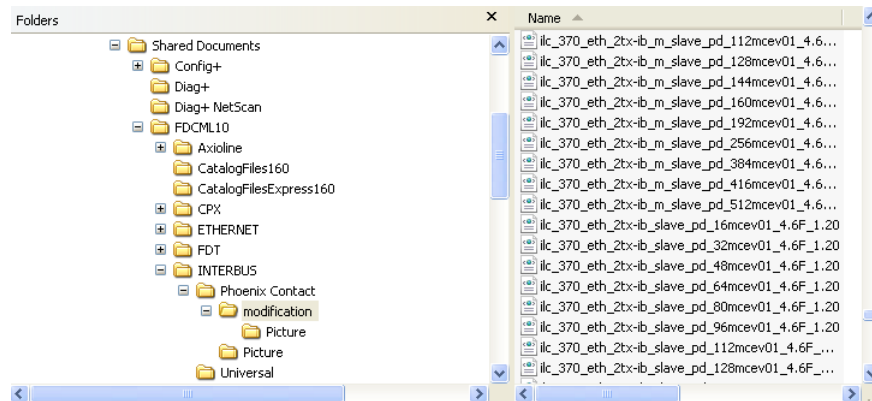 Folders
Shared Documents
Config+
Diag+
Diag+ NetScan
FDCML10
Axioline
CatalogFiles160
CatalogFilesExpress160
CPX
ETHERNET
FDT
INTERBUS
Phoenix Contact
modification
Picture
Picture
Universal
Name
ilc_370_eth_2tx-ib_m_slave_pd_112mcev01_4.6...
ilc_370_eth_2tx-ib_m_slave_pd_128mcev01_4.6...
ilc_370_eth_2tx-ib_m_slave_pd_144mcev01_4.6...
ilc_370_eth_2tx-ib_m_slave_pd_160mcev01_4.6...
ilc_370_eth_2tx-ib_m_slave_pd_192mcev01_4.6...
ilc_370_eth_2tx-ib_m_slave_pd_256mcev01_4.6...
ilc_370_eth_2tx-ib_m_slave_pd_384mcev01_4.6...
ilc_370_eth_2tx-ib_m_slave_pd_416mcev01_4.6...
ilc_370_eth_2tx-ib_m_slave_pd_512mcev01_4.6...
ilc_370_eth_2tx-ib_slave_pd_16mcev01_4.6F_1.20
ilc_370_eth_2tx-ib_slave_pd_32mcev01_4.6F_1.20
ilc_370_eth_2tx-ib_slave_pd_48mcev01_4.6F_1.20
ilc_370_eth_2tx-ib_slave_pd_64mcev01_4.6F_1.20
ilc_370_eth_2tx-ib_slave_pd_80mcev01_4.6F_1.20
ilc_370_eth_2tx-ib_slave_pd_96mcev01_4.6F_1.20
ilc_370_eth_2tx-ib_slave_pd_112mcev01_4.6F_...
ilc_370_eth_2tx-ib_slave_pd_128mcev01_4.6F_...